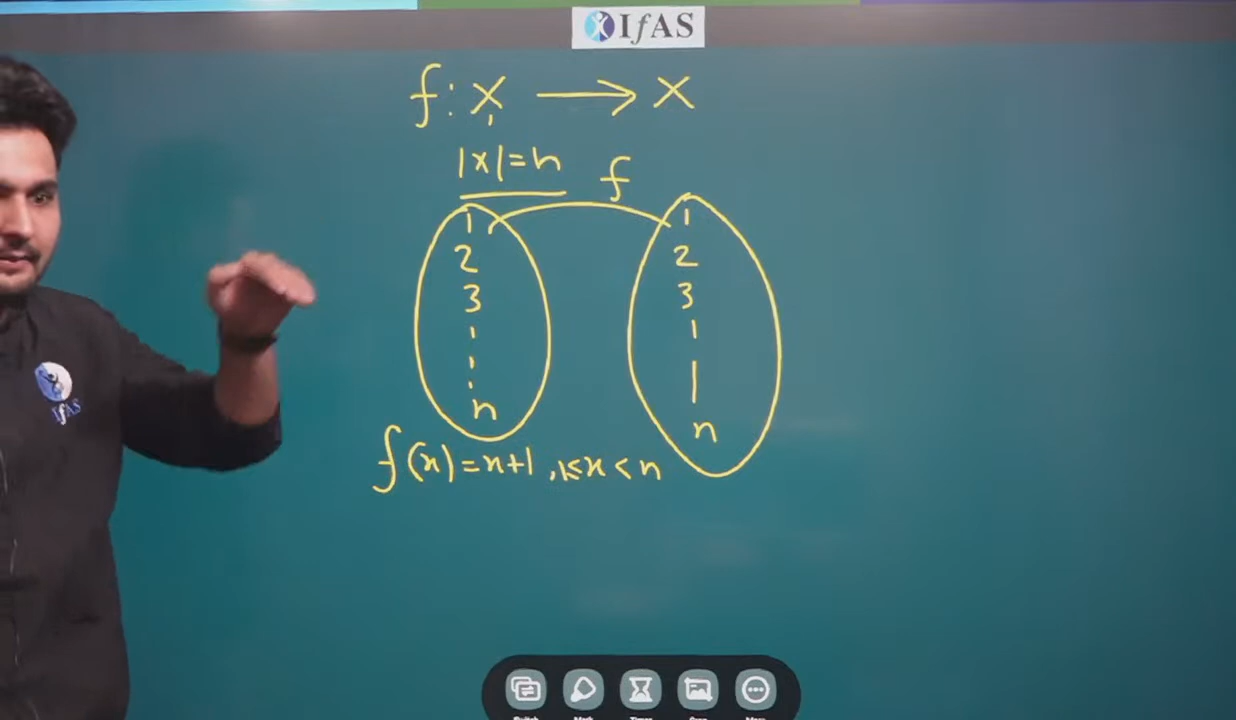 IfAS
f: X → X
|x|=n
f
1
2
3
n
1
2
3
n
f(x)=x+1, 1≤x<n
IfAS